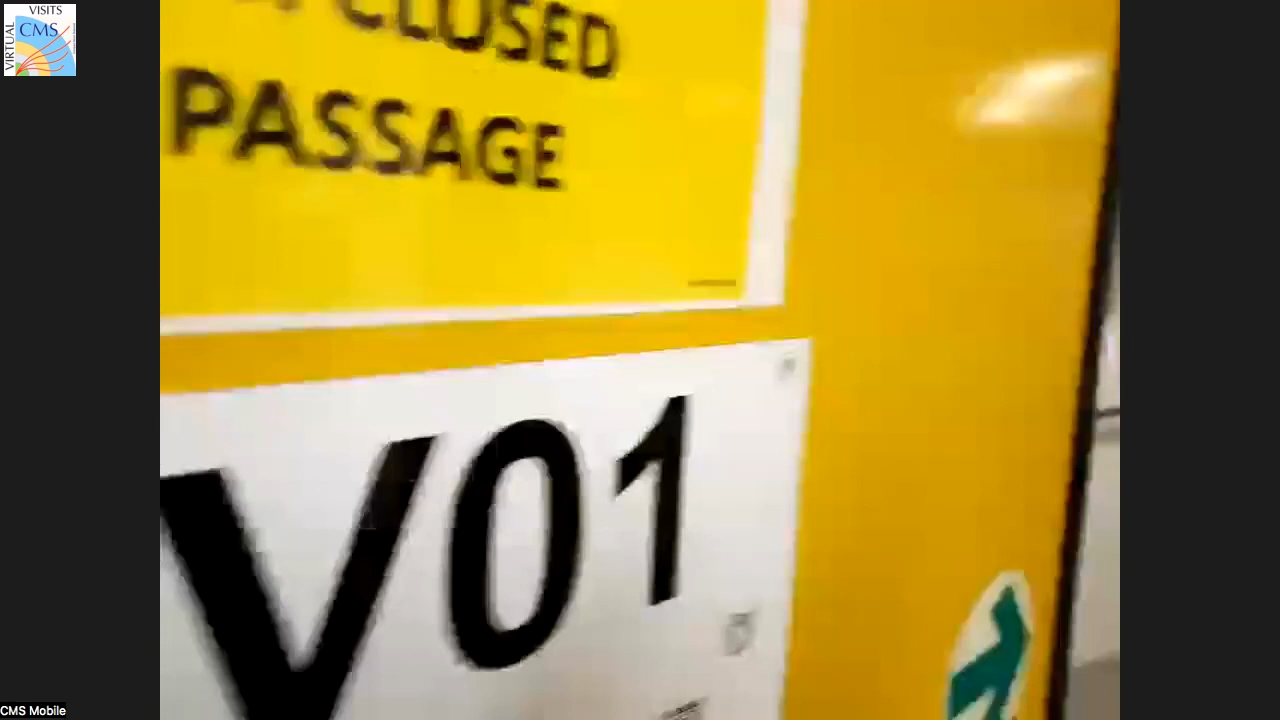 VISITS
CMS
VIRTUAL
CLOSED
PASSAGE
V01
CMS Mobile